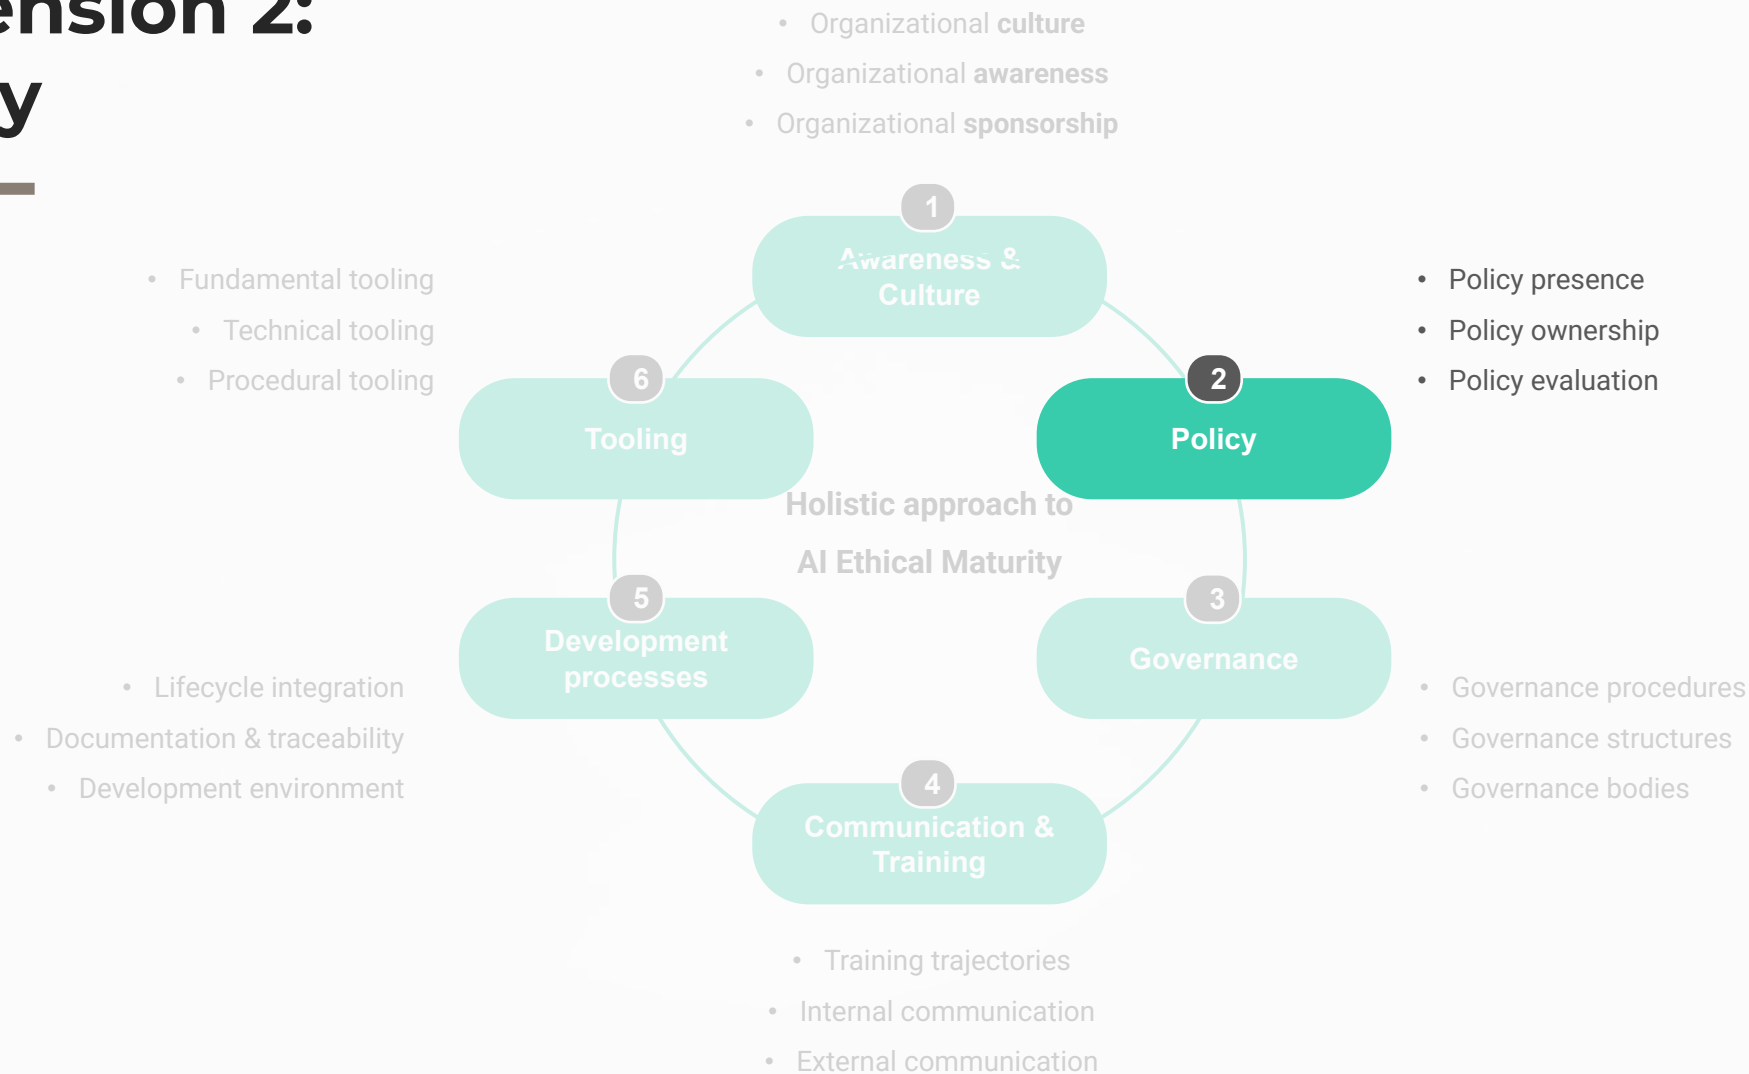 ension 2:
y
• Organizational culture
• Organizational awareness
• Organizational sponsorship
1
Awareness &
Culture
• Fundamental tooling
• Technical tooling
• Procedural tooling
6
Tooling
2
Policy
• Policy presence
• Policy ownership
• Policy evaluation
Holistic approach to
AI Ethical Maturity
5
Development
processes
• Lifecycle integration
• Documentation & traceability
• Development environment
3
Governance
• Governance procedures
• Governance structures
• Governance bodies
4
Communication &
Training
• Training trajectories
• Internal communication
• External communication